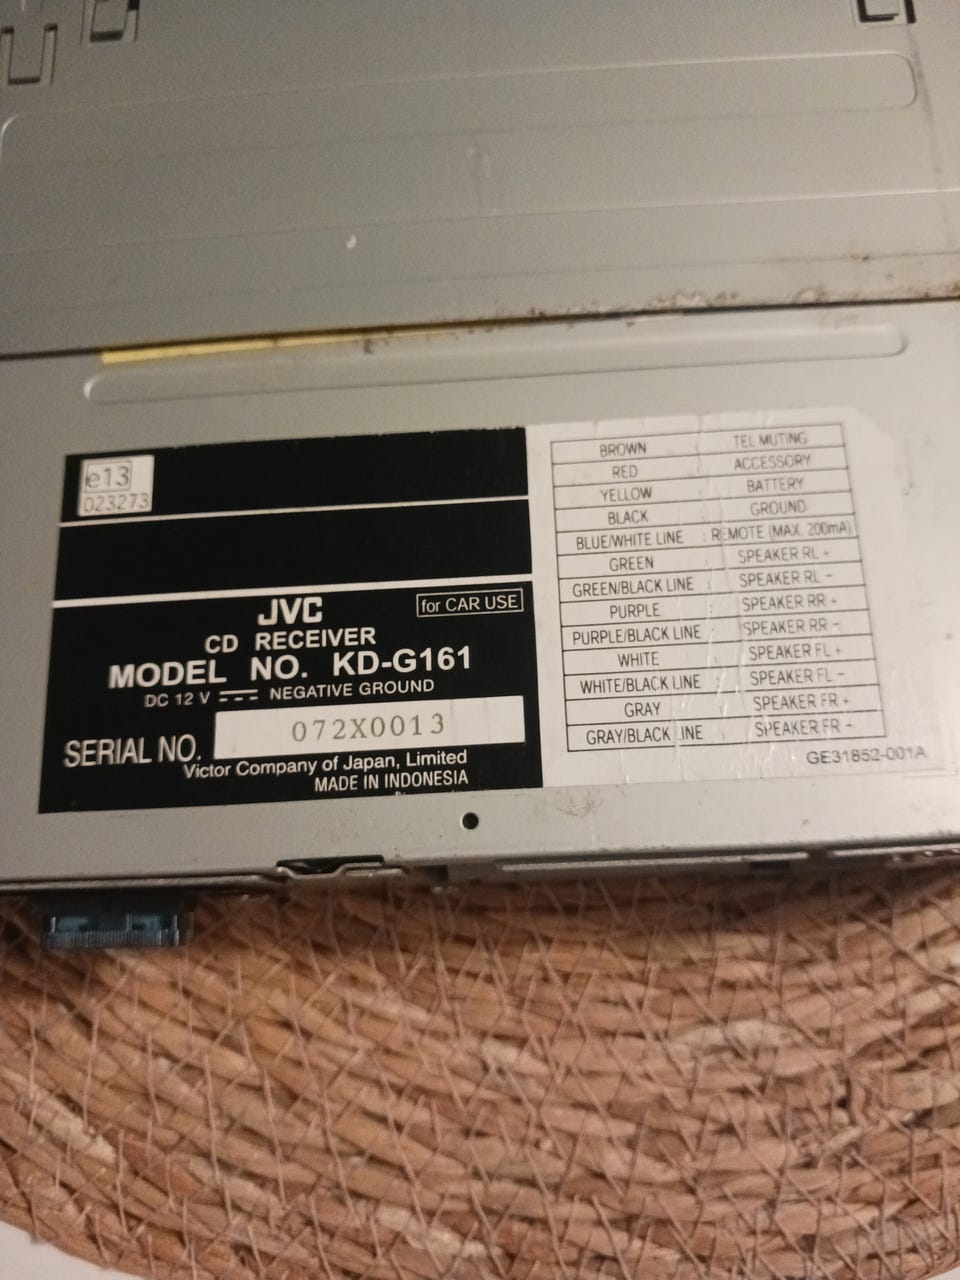 e13
023273
JVC
for CAR USE
CD RECEIVER
MODEL NO. KD-G161
DC 12 V NEGATIVE GROUND
SERIAL NO. 072X0013
Victor Company of Japan, Limited
MADE IN INDONESIA
BROWN : TEL MUTING
RED : ACCESSORY
YELLOW : BATTERY
BLACK : GROUND
BLUE/WHITE LINE : REMOTE (MAX. 200mA)
GREEN : SPEAKER RL +
GREEN/BLACK LINE : SPEAKER RL -
PURPLE : SPEAKER RR +
PURPLE/BLACK LINE : SPEAKER RR -
WHITE : SPEAKER FL +
WHITE/BLACK LINE : SPEAKER FL -
GRAY : SPEAKER FR +
GRAY/BLACK LINE : SPEAKER FR -
GE31852-001A